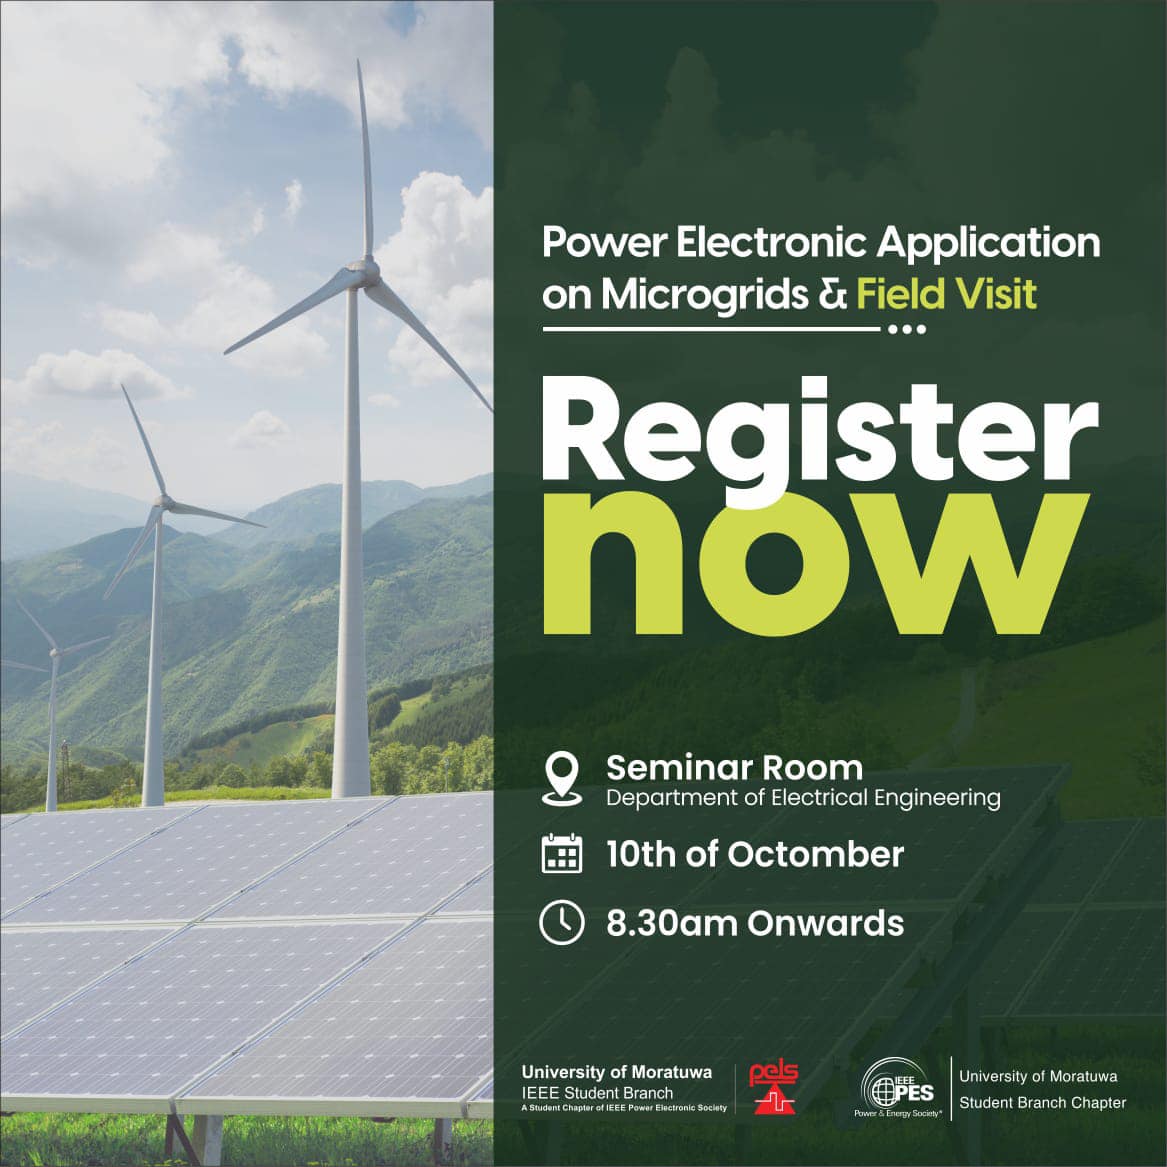 Power Electronic Application
on Microgrids & Field Visit
Register
now
Seminar Room
Department of Electrical Engineering
10th of Octomber
8.30am Onwards
University of Moratuwa
IEEE Student Branch
A Student Chapter of IEEE Power Electronic Society
pels
IEEE
PES
Power & Energy Society®
University of Moratuwa
Student Branch Chapter